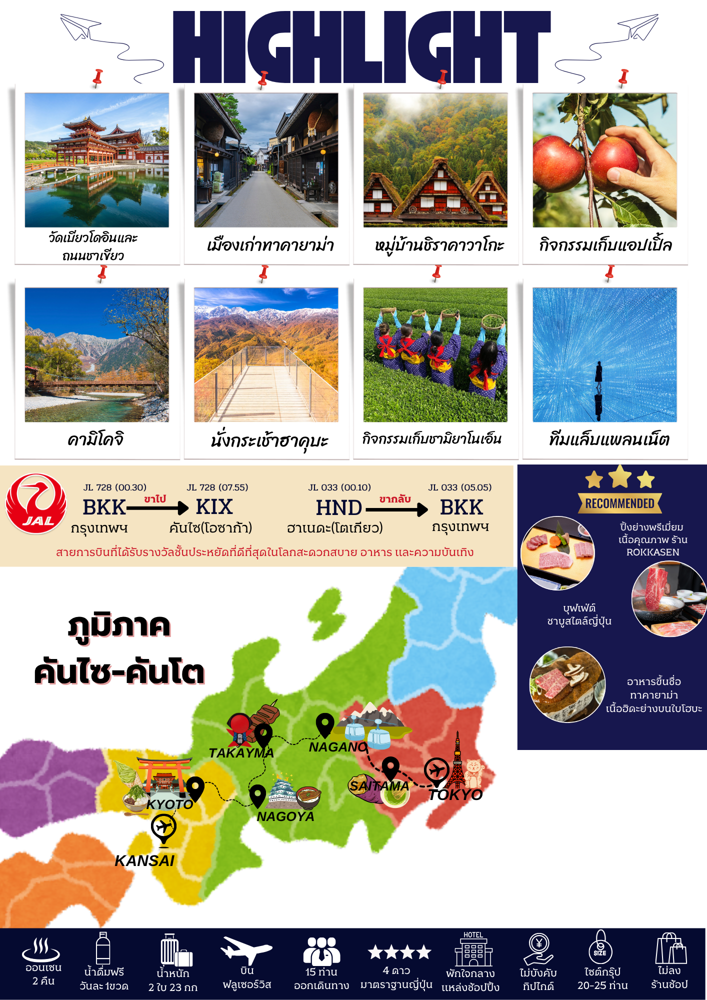 HIGHLIGHT
วัดเบียวโดอินและ
ถนนชาเขียว
เมืองเก่าทาคายาม่า
หมู่บ้านชิราคาวาโกะ
กิจกรรมเก็บแอปเปิ้ล
คามิโคจิ
นั่งกระเช้าฮาคุบะ
กิจกรรมเก็บชามิยาโนเอ็น
ทีมแล็บแพลนเน็ต
JAL
JL 728 (00.30)
BKK
กรุงเทพฯ
ขาไป
JL 728 (07.55)
KIX
คันไซ(โอซาก้า)
JL 033 (00.10)
HND
ฮาเนดะ(โตเกียว)
ขากลับ
JL 033 (05.05)
BKK
กรุงเทพฯ
สายการบินที่ได้รับรางวัลชั้นประหยัดที่ดีที่สุดในโลกสะดวกสบาย อาหาร และความบันเทิง
RECOMMENDED
ปิ้งย่างพรีเมี่ยม
เนื้อคุณภาพ ร้าน
ROKKASEN
บุฟเฟ่ต์
ชาบูสไตล์ญี่ปุ่น
อาหารขึ้นชื่อ
ทาคายาม่า
เนื้อฮิดะย่างบนใบโฮบะ
ภูมิภาค
คันไซ-คันโต
TAKAYMA
NAGANO
SAITAMA
TOKYO
KYOTO
NAGOYA
KANSAI
ออนเซน
2 คืน
น้ำดื่มฟรี
วันละ 1ขวด
น้ำหนัก
2 ใบ 23 กก
บิน
ฟลูเซอร์วิส
15 ท่าน
ออกเดินทาง
4 ดาว
มาตราฐานญี่ปุ่น
HOTEL
พักใจกลาง
แหล่งช้อปปิ้ง
ไม่บังคับ
ทิปไกด์
SIZE
ไซต์กรุ๊ป
20-25 ท่าน
ไม่ลง
ร้านช้อป